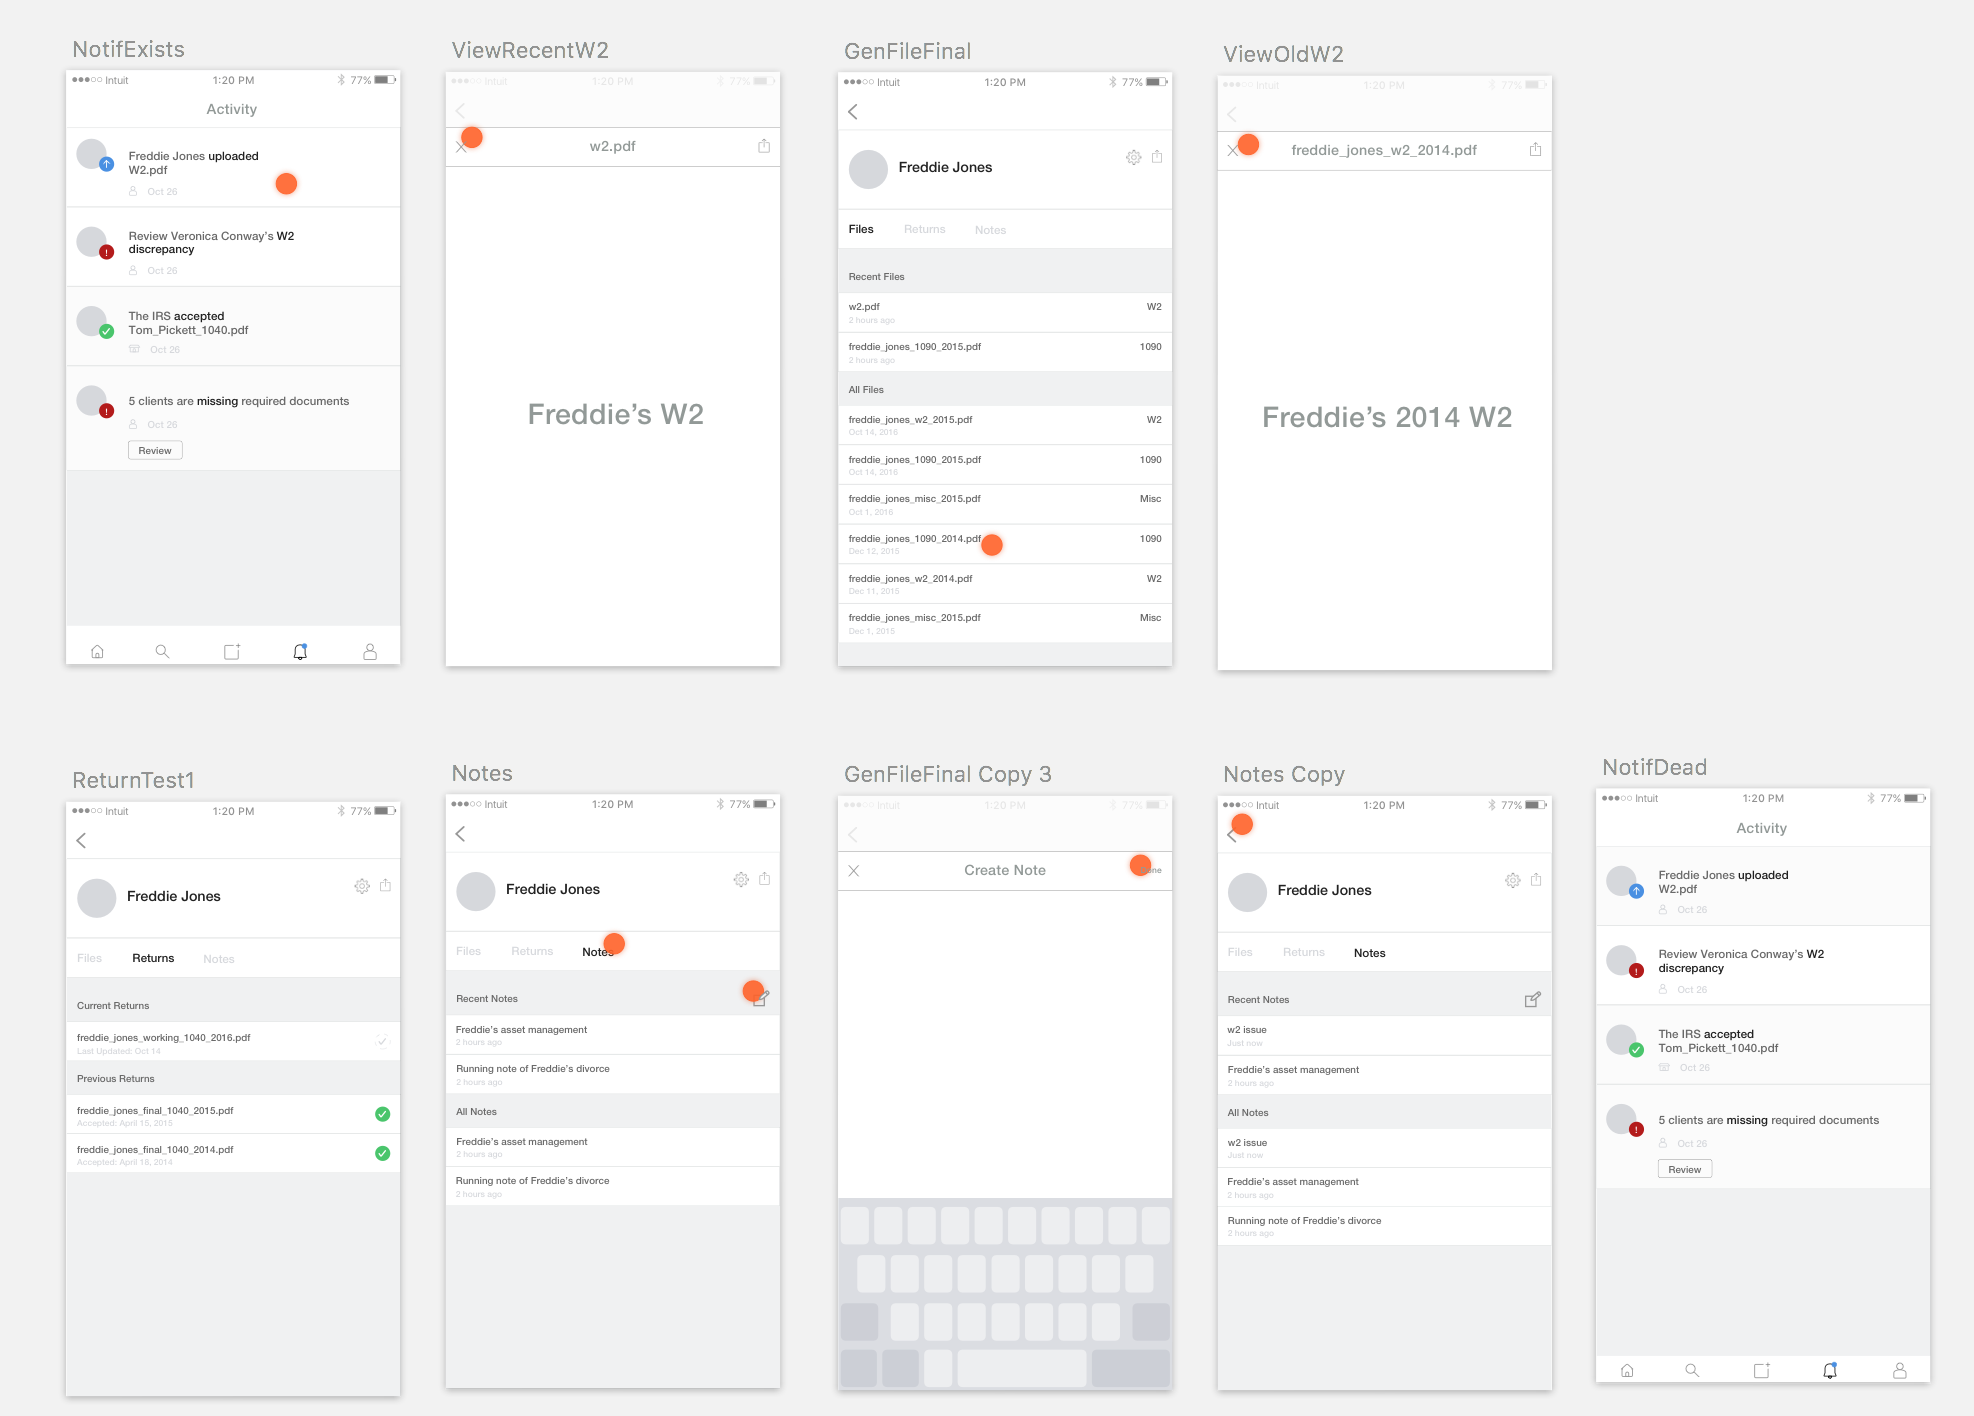 NotifExists
Intuit 1:20 PM 77%
Activity
Freddie Jones uploaded
W2.pdf
Oct 26
Review Veronica Conway's W2
discrepancy
Oct 26
The IRS accepted
Tom_Pickett_1040.pdf
Oct 26
5 clients are missing required documents
Oct 26
Review
ViewRecentW2
Intuit 1:20 PM 77%
w2.pdf
Freddie's W2
GenFileFinal
Intuit 1:20 PM 77%
Freddie Jones
Files Returns Notes
Recent Files
w2.pdf W2
2 hours ago
freddie_jones_1090_2015.pdf 1090
2 hours ago
All Files
freddie_jones_w2_2015.pdf W2
Oct 14, 2016
freddie_jones_1090_2015.pdf 1090
Oct 14, 2016
freddie_jones_misc_2015.pdf Misc
Oct 1, 2016
freddie_jones_1090_2014.pdf 1090
Dec 12, 2015
freddie_jones_w2_2014.pdf W2
Dec 11, 2015
freddie_jones_misc_2015.pdf Misc
Dec 1, 2015
ViewOldW2
Intuit 1:20 PM 77%
freddie_jones_w2_2014.pdf
Freddie's 2014 W2
ReturnTest1
Intuit 1:20 PM 77%
Freddie Jones
Files Returns Notes
Current Returns
freddie_jones_working_1040_2016.pdf
Last Updated: Oct 14
Previous Returns
freddie_jones_final_1040_2015.pdf
Accepted: April 15, 2015
freddie_jones_final_1040_2014.pdf
Accepted: April 16, 2014
Notes
Intuit 1:20 PM 77%
Freddie Jones
Files Returns Notes
Recent Notes
Freddie's asset management
2 hours ago
Running note of Freddie's divorce
2 hours ago
All Notes
Freddie's asset management
2 hours ago
Running note of Freddie's divorce
2 hours ago
GenFileFinal Copy 3
Intuit 1:20 PM 77%
Create Note
Notes Copy
Intuit 1:20 PM 77%
Freddie Jones
Files Returns Notes
Recent Notes
w2 issue
Just now
Freddie's asset management
2 hours ago
All Notes
w2 issue
Just now
Freddie's asset management
2 hours ago
Running note of Freddie's divorce
2 hours ago
NotifDead
Intuit 1:20 PM 77%
Activity
Freddie Jones uploaded
W2.pdf
Oct 26
Review Veronica Conway's W2
discrepancy
Oct 26
The IRS accepted
Tom_Pickett_1040.pdf
Oct 26
5 clients are missing required documents
Oct 26
Review